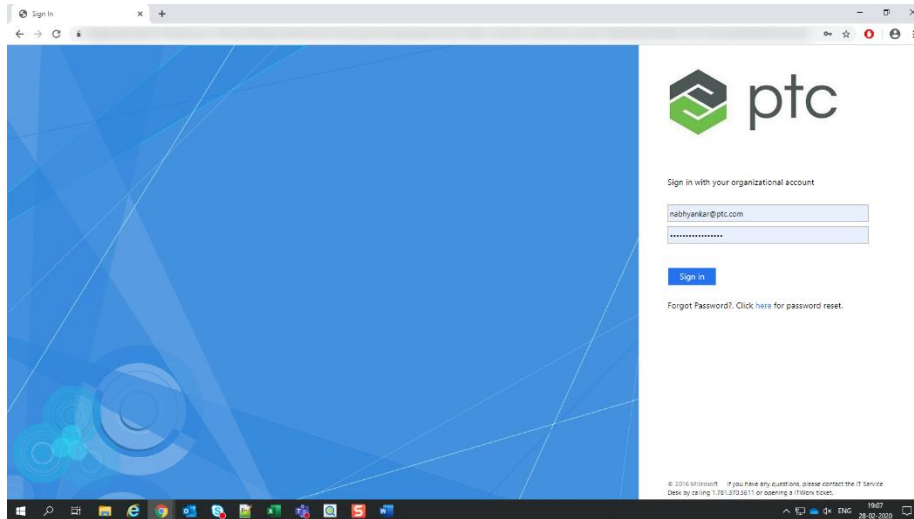 Sign In
ptc
Sign in with your organizational account
nabhyankar@ptc.com
Sign in
Forgot Password?. Click here for password reset.
© 2016 Microsoft If you have any questions, please contact the IT Service
Desk by calling 1.781.370.5611 or opening a ITWorx ticket.
ENG
19:07
28-02-2020